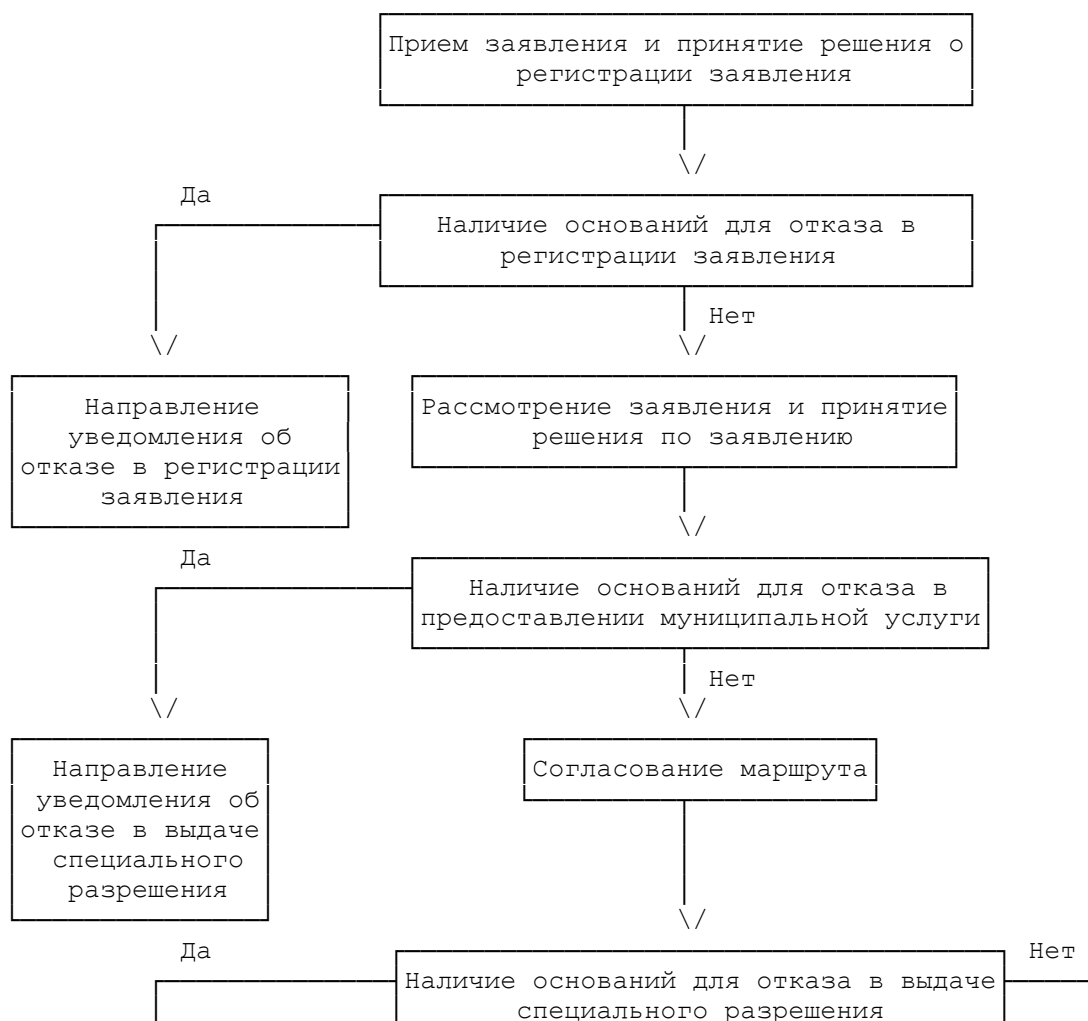 Прием заявления и принятие решения о
регистрации заявления
\/
Да
Наличие оснований для отказа в
регистрации заявления
Нет
\/
\/
Направление
уведомления об
отказе в регистрации
заявления
Рассмотрение заявления и принятие
решения по заявлению
\/
Да
Наличие оснований для отказа в
предоставлении муниципальной услуги
Нет
\/
\/
Направление
уведомления об
отказе в выдаче
специального
разрешения
Согласование маршрута
\/
Да
Нет
Наличие оснований для отказа в выдаче
специального разрешения